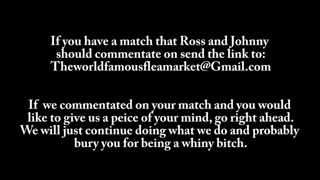 If you have a match that Ross and Johnny
should commentate on send the link to:
Theworldfamousfleamarket@Gmail.com
If we commentated on your match and you would
like to give us a peice of your mind, go right ahead.
We will just continue doing what we do and probably
bury you for being a whiny bitch.